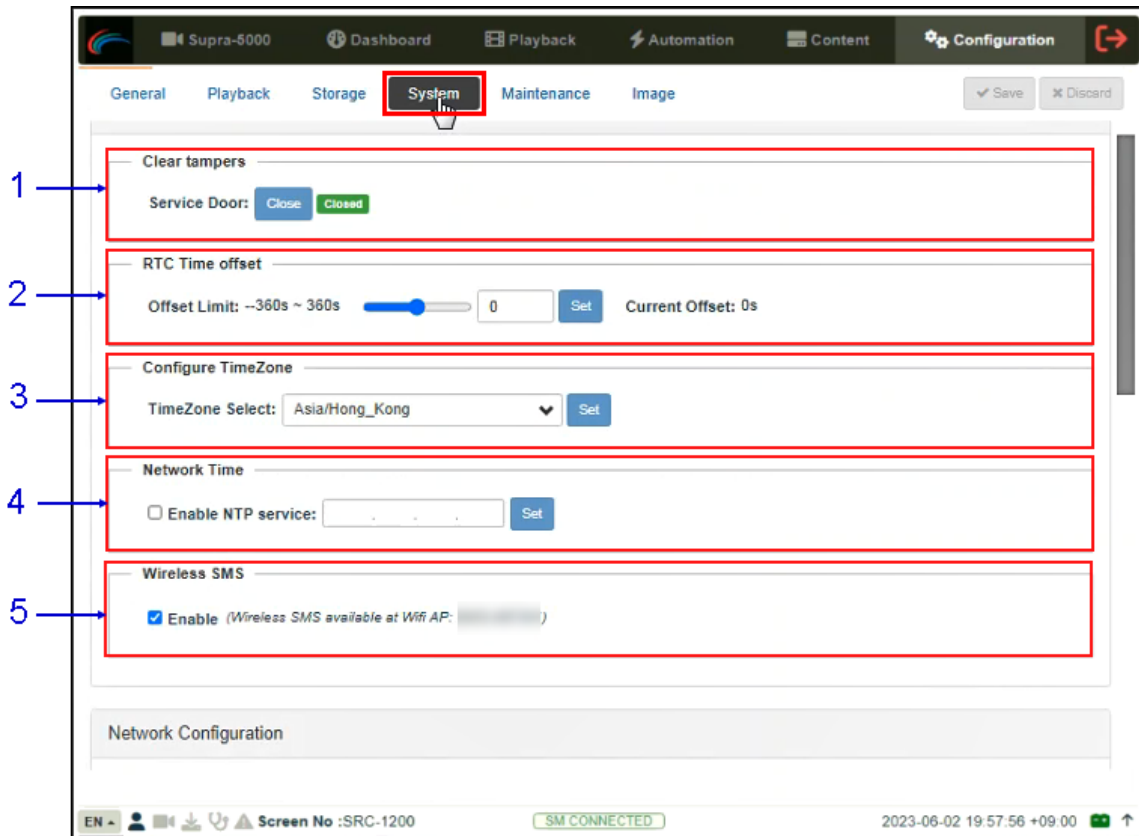 Supra-5000 Dashboard Playback Automation Content Configuration
General Playback Storage System Maintenance Image Save Discard
Clear tampers
1
Service Door: Close Closed
RTC Time offset
2
Offset Limit: --360s ~ 360s 0 Set Current Offset: 0s
Configure TimeZone
3
TimeZone Select: Asia/Hong_Kong Set
Network Time
4
Enable NTP service: . . . Set
Wireless SMS
5
Enable (Wireless SMS available at Wifi AP: )
Network Configuration
EN Screen No :SRC-1200 SM CONNECTED 2023-06-02 19:57:56 +09:00